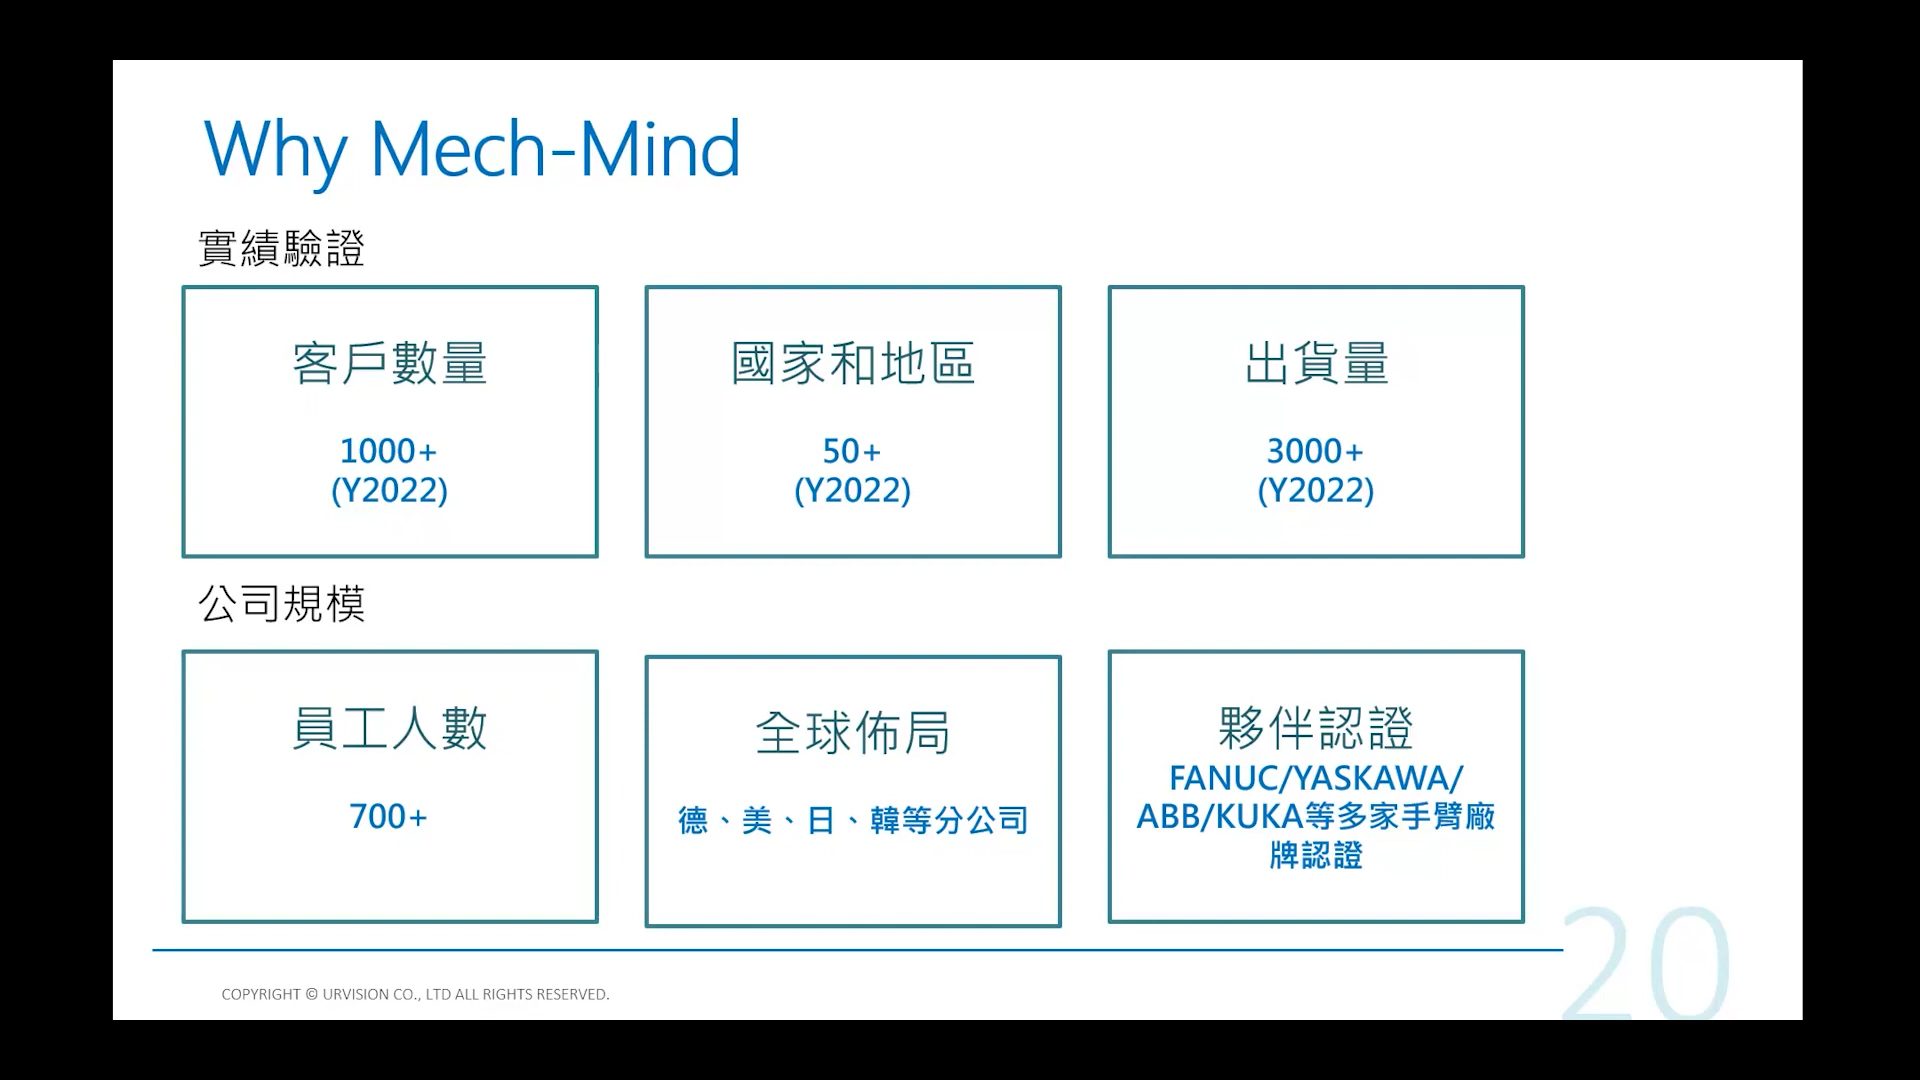 Why Mech-Mind
實績驗證
客戶數量
1000+
(Y2022)
國家和地區
50+
(Y2022)
出貨量
3000+
(Y2022)
公司規模
員工人數
700+
全球佈局
德、美、日、韓等分公司
夥伴認證
FANUC/YASKAWA/
ABB/KUKA等多家手臂廠
牌認證
COPYRIGHT © URVISION CO., LTD ALL RIGHTS RESERVED.
20